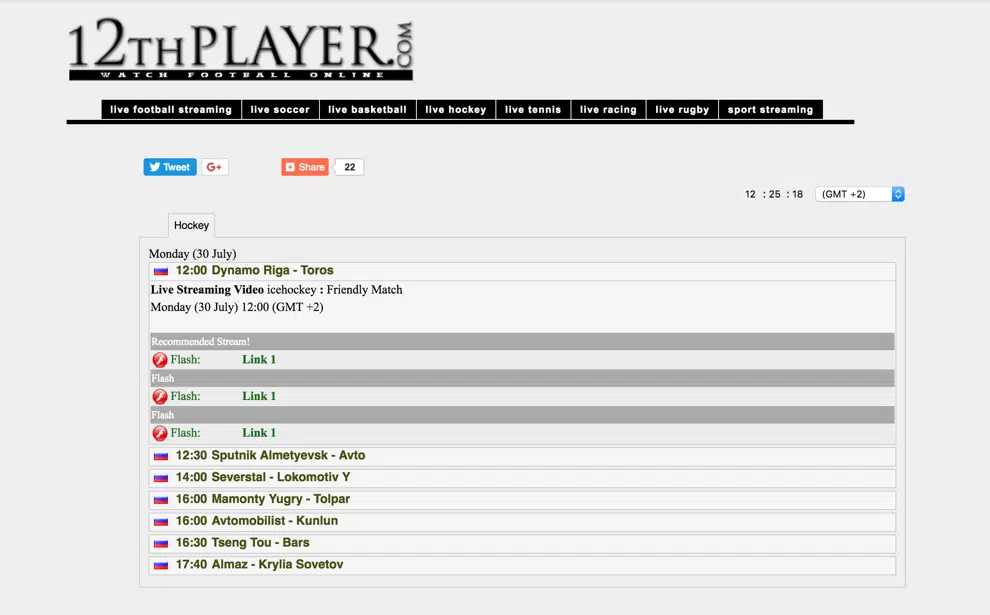 12THPLAYER.COM
WATCH FOOTBALL ONLINE
live football streaming live soccer live basketball live hockey live tennis live racing live rugby sport streaming
Tweet G+ Share 22
12 : 25 : 18 (GMT +2)
Hockey
Monday (30 July)
12:00 Dynamo Riga - Toros
Live Streaming Video icehockey : Friendly Match
Monday (30 July) 12:00 (GMT +2)
Recommended Stream!
Flash: Link 1
Flash
Flash: Link 1
Flash
Flash: Link 1
12:30 Sputnik Almetyevsk - Avto
14:00 Severstal - Lokomotiv Y
16:00 Mamonty Yugry - Tolpar
16:00 Avtomobilist - Kunlun
16:30 Tseng Tou - Bars
17:40 Almaz - Krylia Sovetov